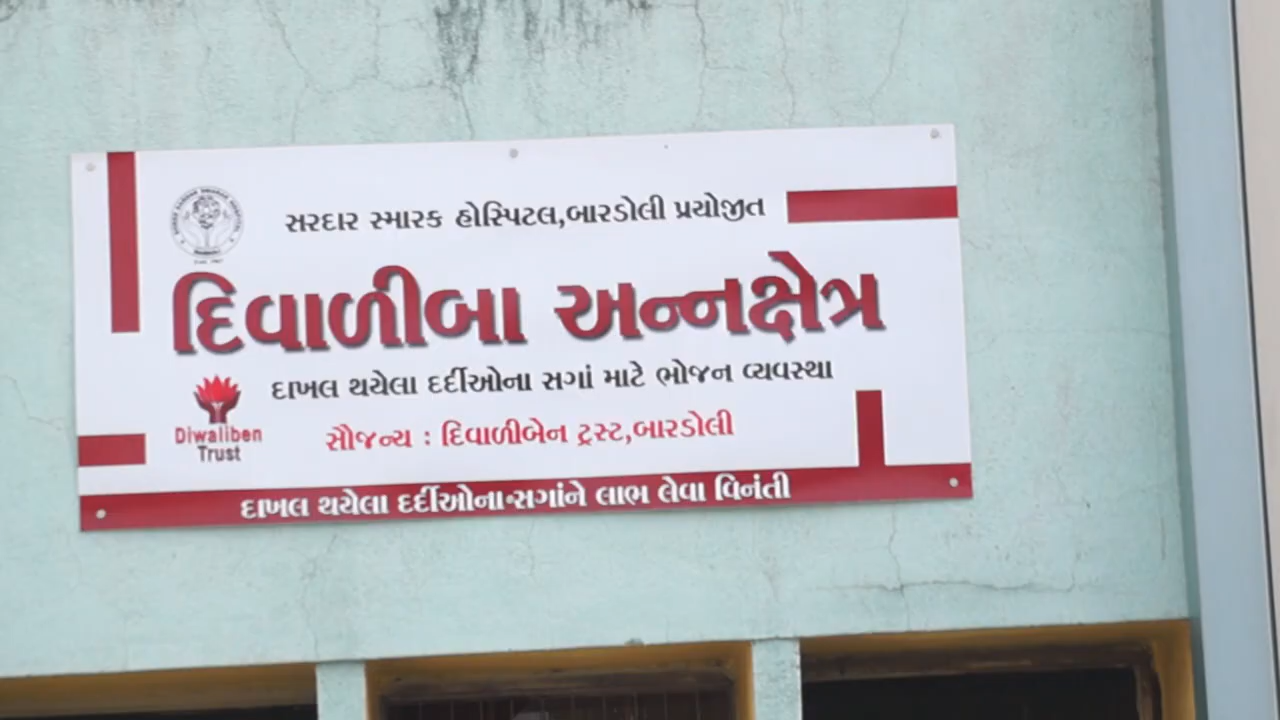 સરદાર સ્મારક હોસ્પિટલ,બારડોલી પ્રયોજીત
દિવાળીબા અન્નક્ષેત્ર
દાખલ થયેલા દર્દીઓના સગાં માટે ભોજન વ્યવસ્થા
Diwaliben
Trust
સૌજન્ય : દિવાળીબેન ટ્રસ્ટ,બારડોલી
દાખલ થયેલા દર્દીઓના સગાંને લાભ લેવા વિનંતી